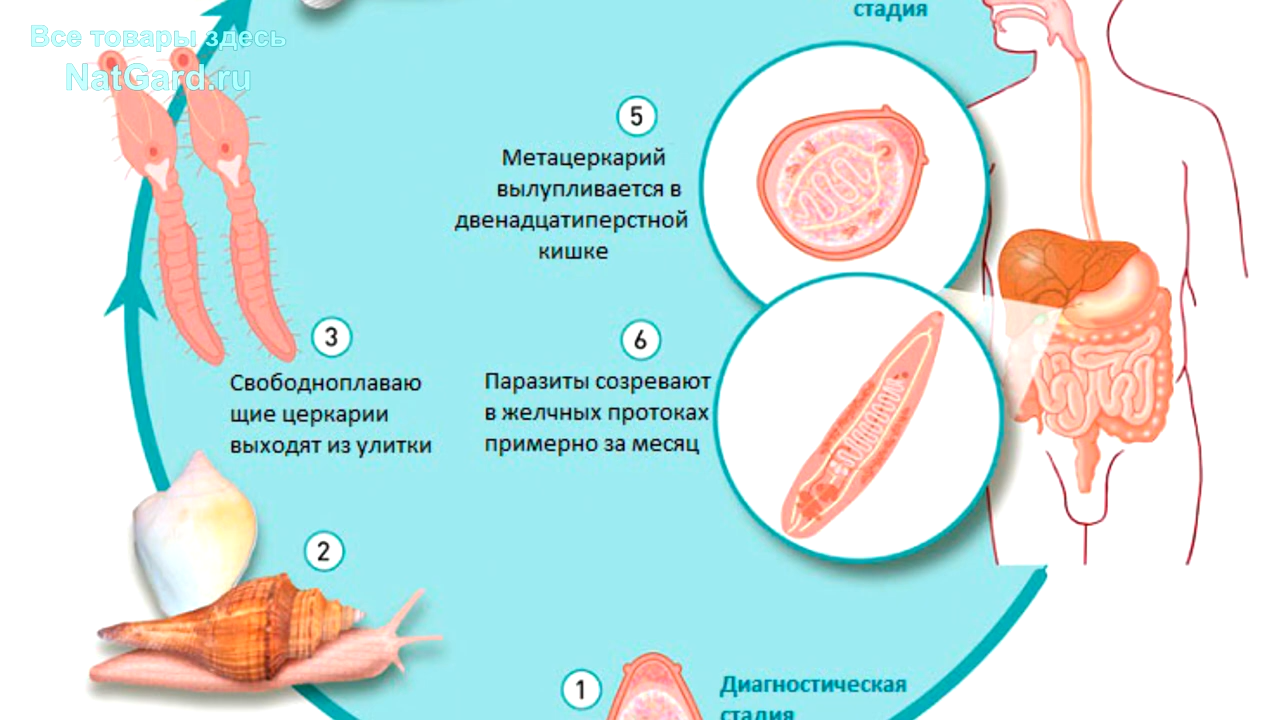 стадия
Все товары здесь
NatGard.ru
5
Метацеркарий
вылупливается в
двенадцатиперстной
кишке
3
Свободноплаваю
щие церкарии
выходят из улитки
6
Паразиты созревают
в желчных протоках
примерно за месяц
2
1
Диагностическая
стадия